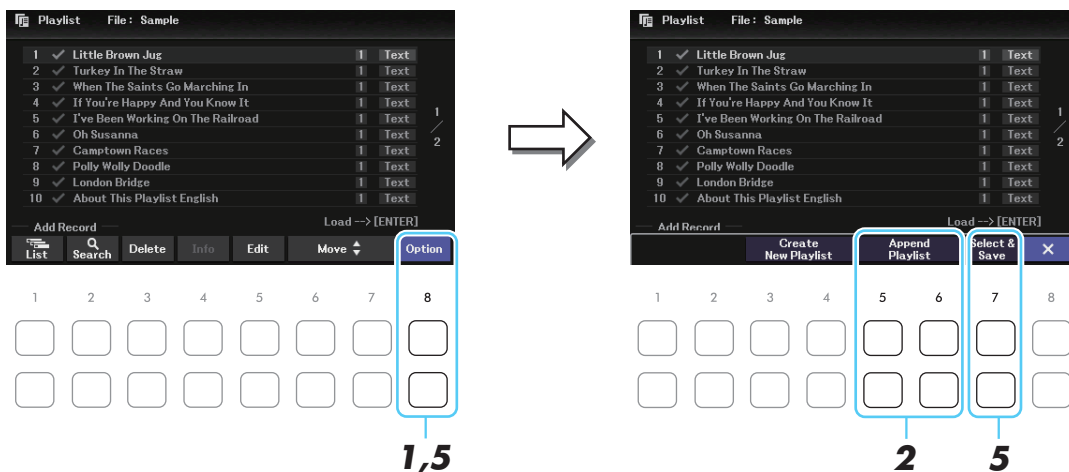 Playlist File: Sample
1 Little Brown Jug 1 Text
2 Turkey In The Straw 1 Text
3 When The Saints Go Marching In 1 Text
4 If You're Happy And You Know It 1 Text
5 I've Been Working On The Railroad 1 Text
6 Oh Susanna 1 Text
7 Camptown Races 1 Text
8 Polly Wolly Doodle 1 Text
9 London Bridge 1 Text
10 About This Playlist English 1 Text
1 / 2
Add Record Load --> [ENTER]
List Search Delete Info Edit Move Option
1 2 3 4 5 6 7 8
1,5
Playlist File: Sample
1 Little Brown Jug 1 Text
2 Turkey In The Straw 1 Text
3 When The Saints Go Marching In 1 Text
4 If You're Happy And You Know It 1 Text
5 I've Been Working On The Railroad 1 Text
6 Oh Susanna 1 Text
7 Camptown Races 1 Text
8 Polly Wolly Doodle 1 Text
9 London Bridge 1 Text
10 About This Playlist English 1 Text
1 / 2
Add Record Load --> [ENTER]
Create New Playlist
Append Playlist
Select & Save
×
1 2 3 4 5 6 7 8
2 5